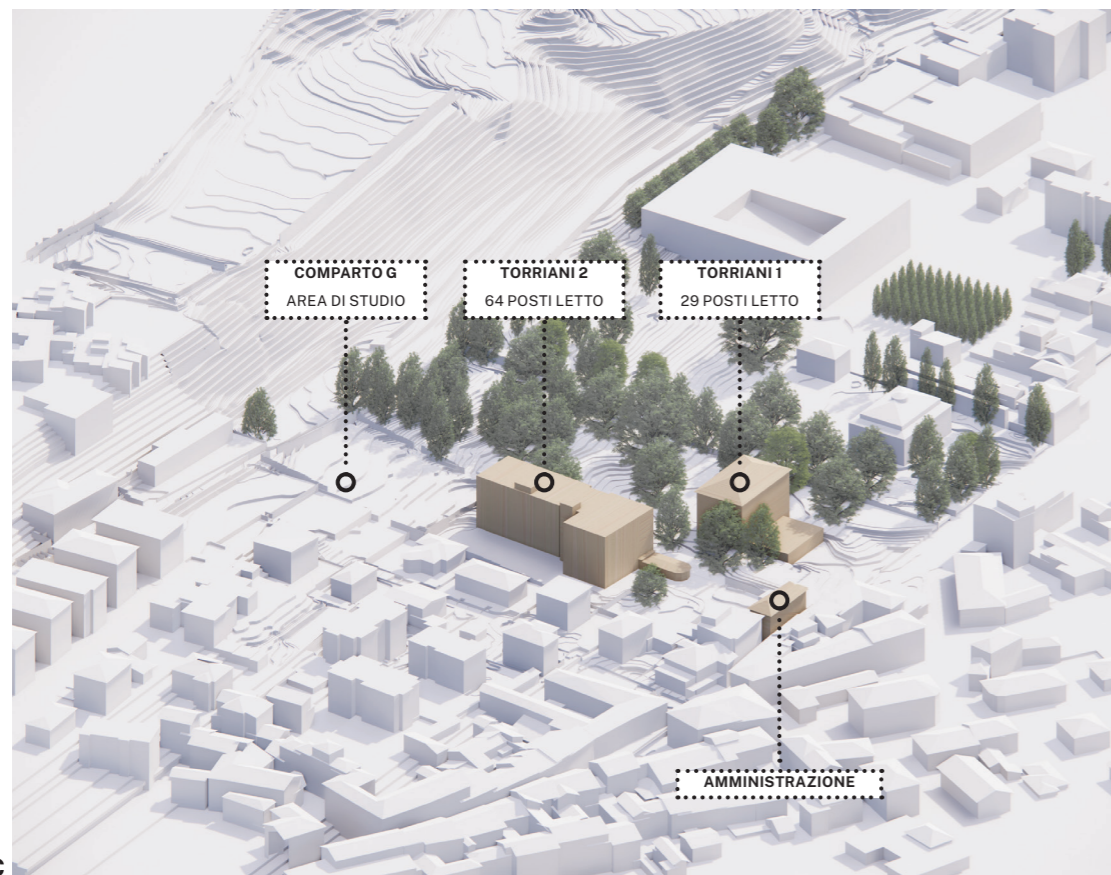 COMPARTO G
AREA DI STUDIO
TORRIANI 2
64 POSTI LETTO
TORRIANI 1
29 POSTI LETTO
AMMINISTRAZIONE